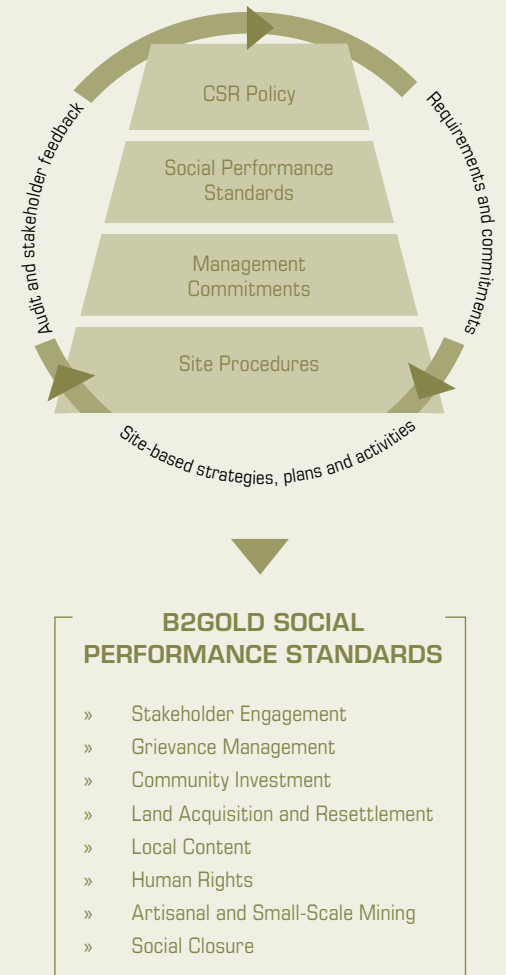 CSR Policy
Social Performance
Standards
Management
Commitments
Site Procedures
Audit and stakeholder feedback
Requirements and commitments
Site-based strategies, plans and activities
B2GOLD SOCIAL
PERFORMANCE STANDARDS
» Stakeholder Engagement
» Grievance Management
» Community Investment
» Land Acquisition and Resettlement
» Local Content
» Human Rights
» Artisanal and Small-Scale Mining
» Social Closure